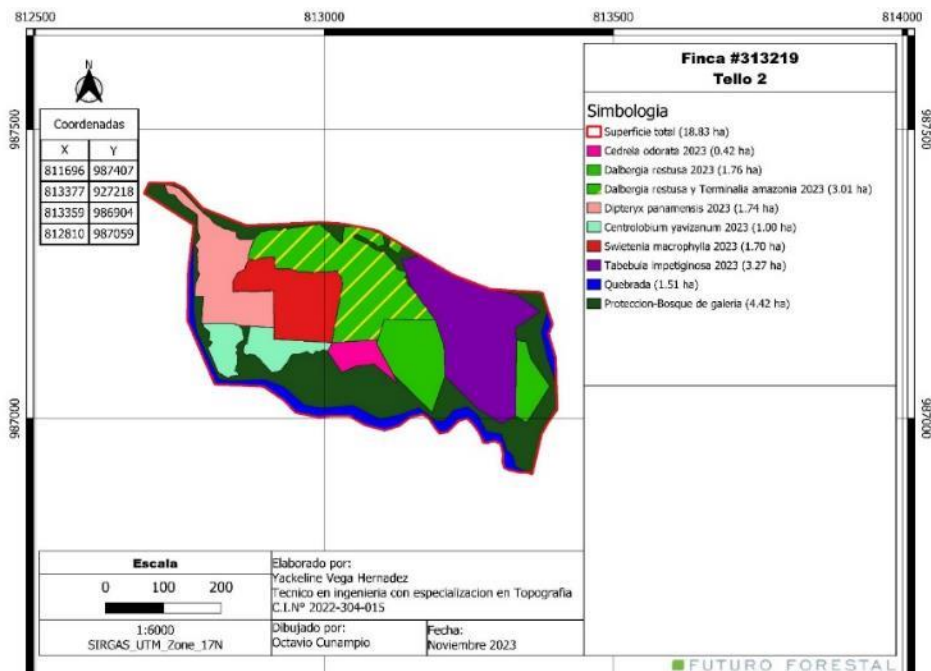 812500
813000
813500
814000
Finca #313219
Tello 2
N
Coordenadas
X Y
811696 987407
813377 927218
813359 986904
812810 987059
987500
987500
Simbologia
Superficie total (18.83 ha)
Cedrela odorata 2023 (0.42 ha)
Dalbergia restusa 2023 (1.76 ha)
Dalbergia restusa y Terminalia amazonia 2023 (3.01 ha)
Dipteryx panamensis 2023 (1.74 ha)
Centrolobium yavizanum 2023 (1.00 ha)
Swietenia macrophylla 2023 (1.70 ha)
Tabebuia impetiginosa 2023 (3.27 ha)
Quebrada (1.51 ha)
Proteccion-Bosque de galeria (4.42 ha)
987000
987000
Escala
0 100 200
1:6000
SIRGAS_UTM_Zone_17N
Elaborado por:
Yackeline Vega Hernadez
Tecnico en ingenieria con especializacion en Topografia
C.I.Nº 2022-304-015
Dibujado por:
Octavio Cunampio
Fecha:
Noviembre 2023
812500
813000
813500
814000
FUTURO FORESTAL